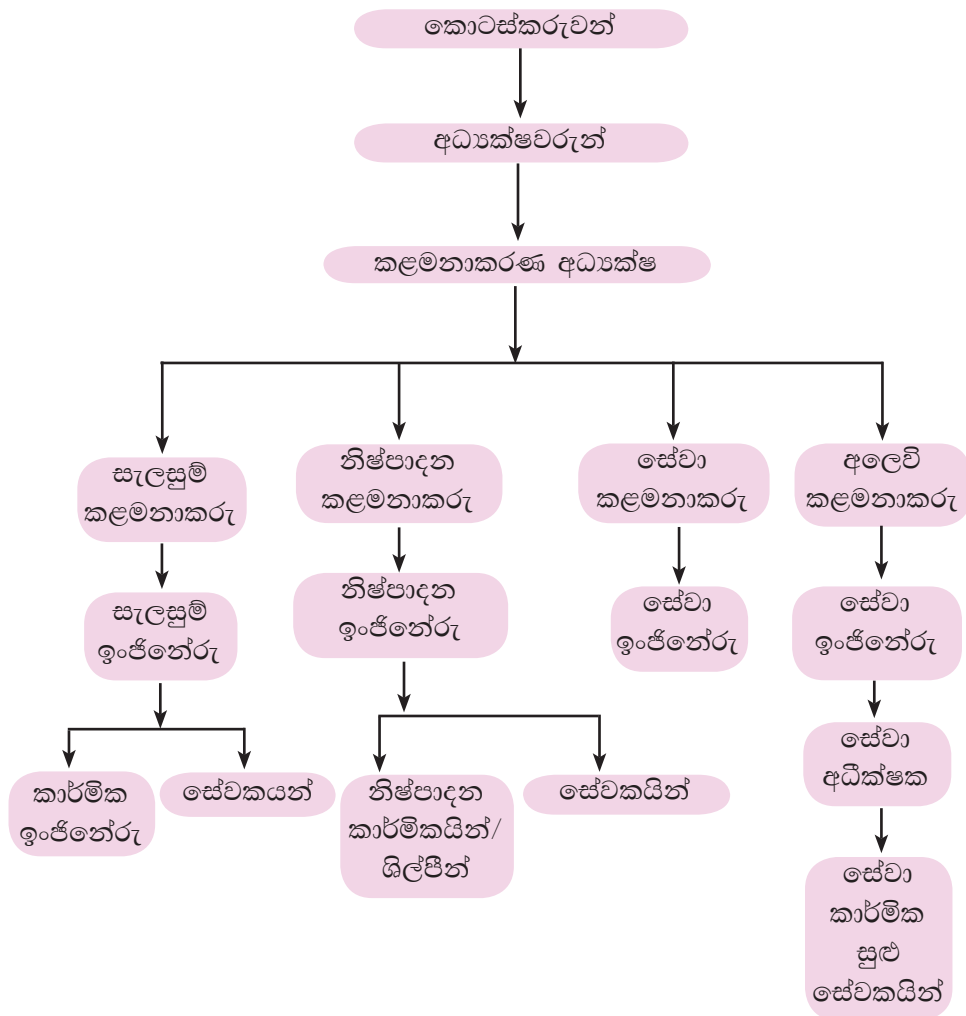 කොටස්කරුවන්
අධ්‍යක්ෂවරුන්
කළමනාකරණ අධ්‍යක්ෂ
සැලසුම්
කළමනාකරු
නිෂ්පාදන
කළමනාකරු
සේවා
කළමනාකරු
අලෙවි
කළමනාකරු
සැලසුම්
ඉංජිනේරු
නිෂ්පාදන
ඉංජිනේරු
සේවා
ඉංජිනේරු
සේවා
ඉංජිනේරු
කාර්මික
ඉංජිනේරු
සේවකයන්
නිෂ්පාදන
කාර්මිකයින්/
ශිල්පීන්
සේවකයින්
සේවා
අධීක්ෂක
සේවා
කාර්මික
සුළු
සේවකයින්